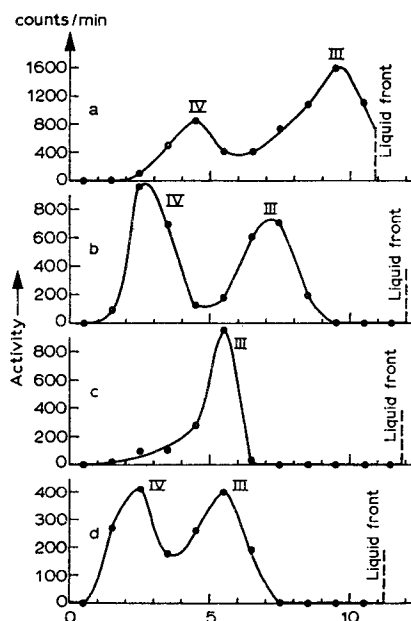 counts/min
1600
1200
800
400
0
a
IV
III
Liquid front
800
600
400
200
0
b
IV
III
Liquid front
800
600
400
200
0
c
III
Liquid front
400
300
200
100
0
d
IV
III
Liquid front
0
5
10
Activity